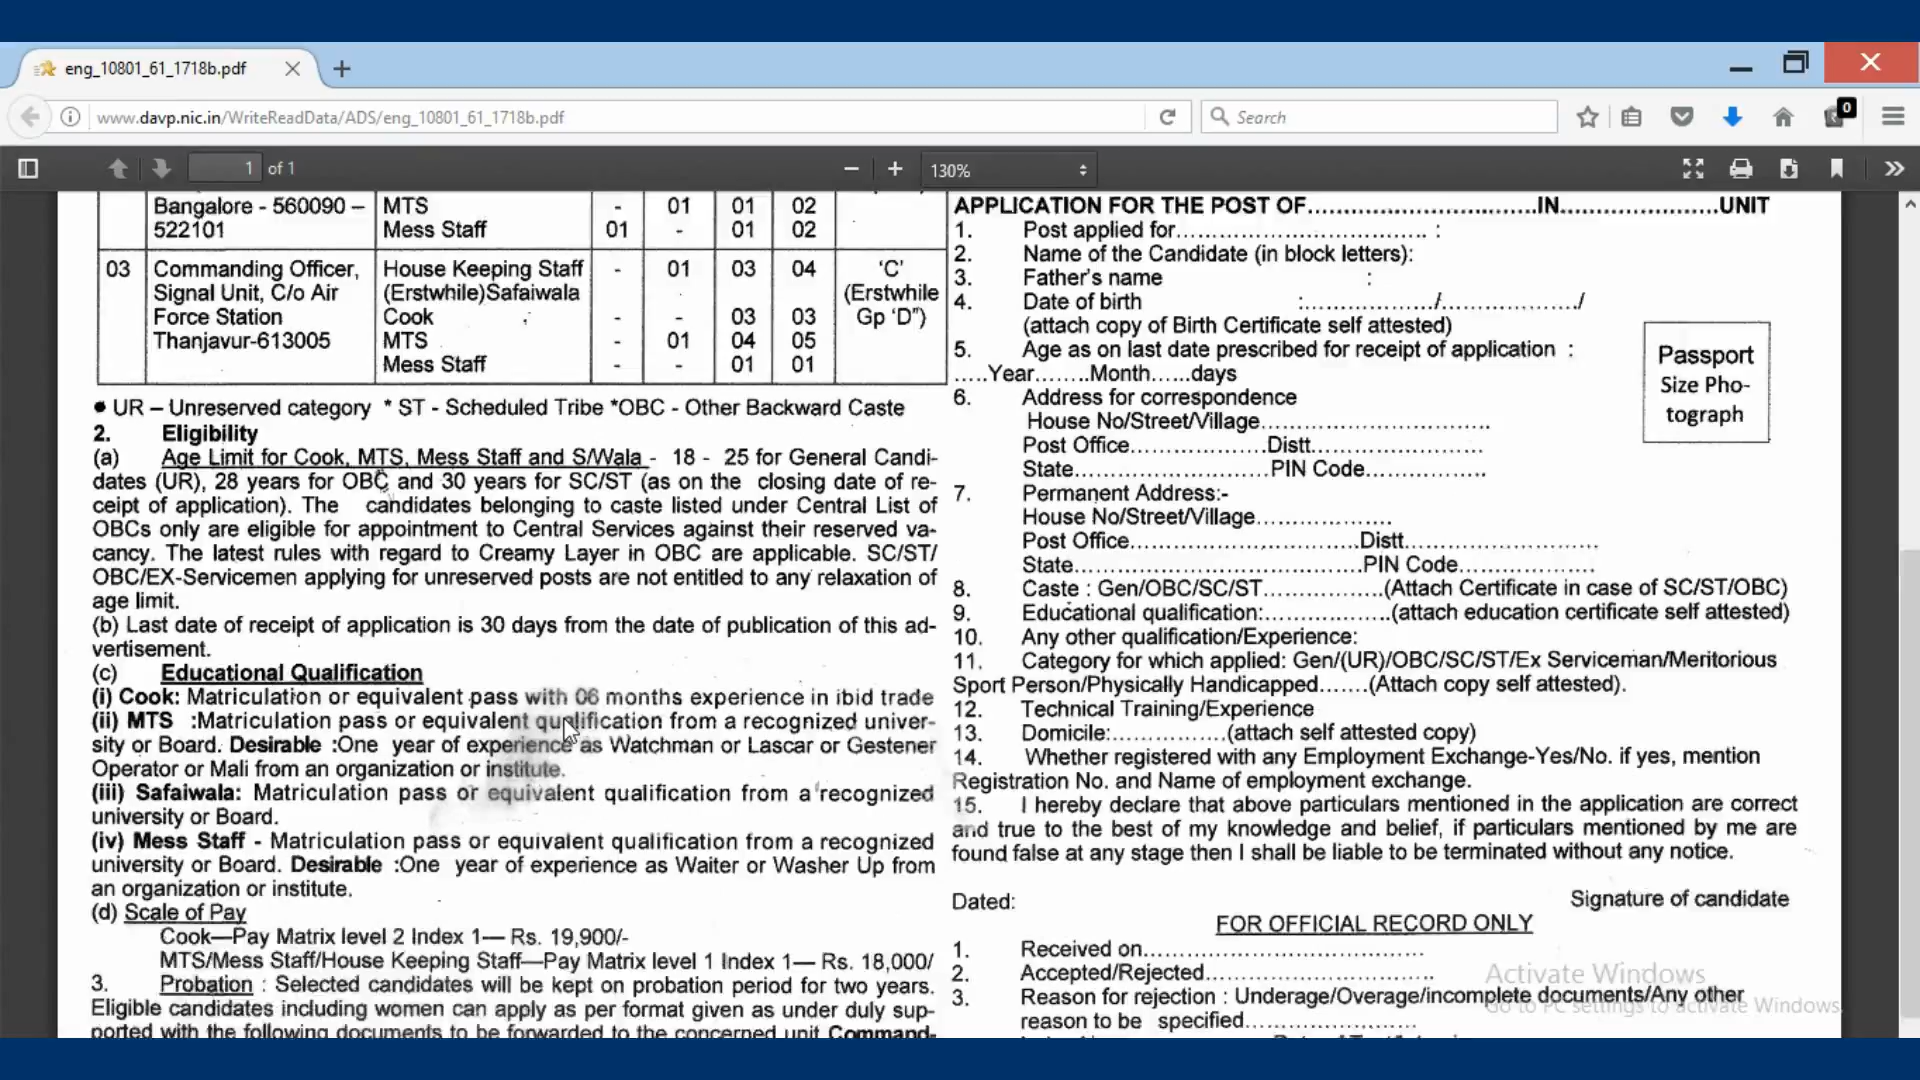 eng_10801_61_1718b.pdf
www.davp.nic.in/WriteReadData/ADS/eng_10801_61_1718b.pdf
Search
0
1 of 1
130%
Bangalore - 560090 – MTS - 01 01 02
522101 Mess Staff 01 - 01 02
03 Commanding Officer, House Keeping Staff - 01 03 04 ‘C’
Signal Unit, C/o Air (Erstwhile)Safaiwala (Erstwhile
Force Station Cook - - 03 03 Gp ‘D”)
Thanjavur-613005 MTS - 01 04 05
Mess Staff - - 01 01
● UR – Unreserved category * ST - Scheduled Tribe *OBC - Other Backward Caste
2. Eligibility
(a) Age Limit for Cook, MTS, Mess Staff and S/Wala - 18 - 25 for General Candi-
dates (UR), 28 years for OBC and 30 years for SC/ST (as on the closing date of re-
ceipt of application). The candidates belonging to caste listed under Central List of
OBCs only are eligible for appointment to Central Services against their reserved va-
cancy. The latest rules with regard to Creamy Layer in OBC are applicable. SC/ST/
OBC/EX-Servicemen applying for unreserved posts are not entitled to any relaxation of
age limit.
(b) Last date of receipt of application is 30 days from the date of publication of this ad-
vertisement.
(c) Educational Qualification
(i) Cook: Matriculation or equivalent pass with 06 months experience in ibid trade
(ii) MTS :Matriculation pass or equivalent qualification from a recognized univer-
sity or Board. Desirable :One year of experience as Watchman or Lascar or Gestener
Operator or Mali from an organization or institute.
(iii) Safaiwala: Matriculation pass or equivalent qualification from a recognized
university or Board.
(iv) Mess Staff - Matriculation pass or equivalent qualification from a recognized
university or Board. Desirable :One year of experience as Waiter or Washer Up from
an organization or institute.
(d) Scale of Pay
Cook—Pay Matrix level 2 Index 1— Rs. 19,900/-
MTS/Mess Staff/House Keeping Staff—Pay Matrix level 1 Index 1— Rs. 18,000/
3. Probation : Selected candidates will be kept on probation period for two years.
Eligible candidates including women can apply as per format given as under duly sup-
ported with the following documents to be forwarded to the concerned unit Command-
APPLICATION FOR THE POST OF...............................IN.....................UNIT
1. Post applied for.................................. :
2. Name of the Candidate (in block letters):
3. Father's name :
4. Date of birth :................../..................../
(attach copy of Birth Certificate self attested)
5. Age as on last date prescribed for receipt of application :
.....Year........Month......days
6. Address for correspondence
House No/Street/Village................................
Post Office...................Distt............................
State............................PIN Code.................
7. Permanent Address:-
House No/Street/Village...................
Post Office................................Distt...........................
State........................................PIN Code...................
8. Caste : Gen/OBC/SC/ST.................(Attach Certificate in case of SC/ST/OBC)
9. Educational qualification:..................(attach education certificate self attested)
10. Any other qualification/Experience:
11. Category for which applied: Gen/(UR)/OBC/SC/ST/Ex Serviceman/Meritorious
Sport Person/Physically Handicapped.......(Attach copy self attested).
12. Technical Training/Experience
13. Domicile:................(attach self attested copy)
14. Whether registered with any Employment Exchange-Yes/No. if yes, mention
Registration No. and Name of employment exchange.
15. I hereby declare that above particulars mentioned in the application are correct
and true to the best of my knowledge and belief, if particulars mentioned by me are
found false at any stage then I shall be liable to be terminated without any notice.
Passport
Size Pho-
tograph
Signature of candidate
Dated:
FOR OFFICIAL RECORD ONLY
1. Received on........................................
2. Accepted/Rejected................................
3. Reason for rejection : Underage/Overage/incomplete documents/Any other
reason to be specified........................
Activate Windows
Go to PC settings to activate Windows.